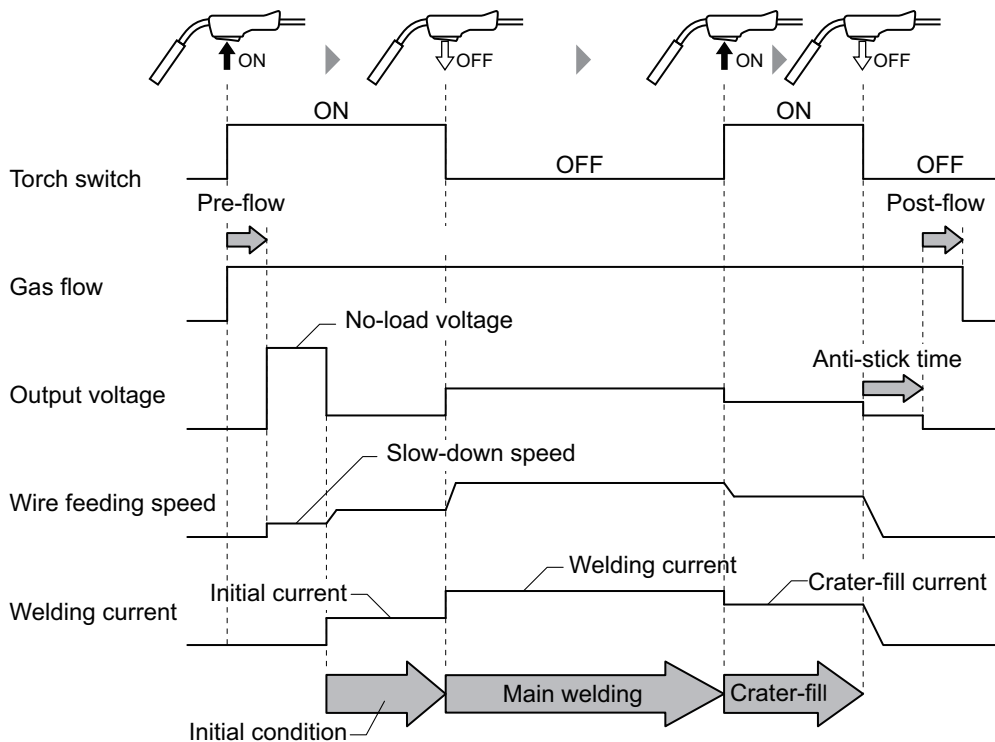 ON
OFF
ON
OFF
ON
ON
Torch switch
OFF
OFF
Pre-flow
Post-flow
Gas flow
No-load voltage
Anti-stick time
Output voltage
Slow-down speed
Wire feeding speed
Welding current
Initial current
Crater-fill current
Welding current
Main welding
Crater-fill
Initial condition